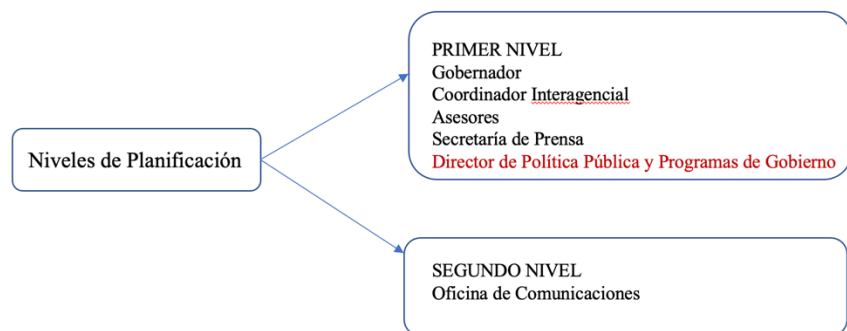 Niveles de Planificación
PRIMER NIVEL
Gobernador
Coordinador Interagencial
Asesores
Secretaría de Prensa
Director de Política Pública y Programas de Gobierno
SEGUNDO NIVEL
Oficina de Comunicaciones